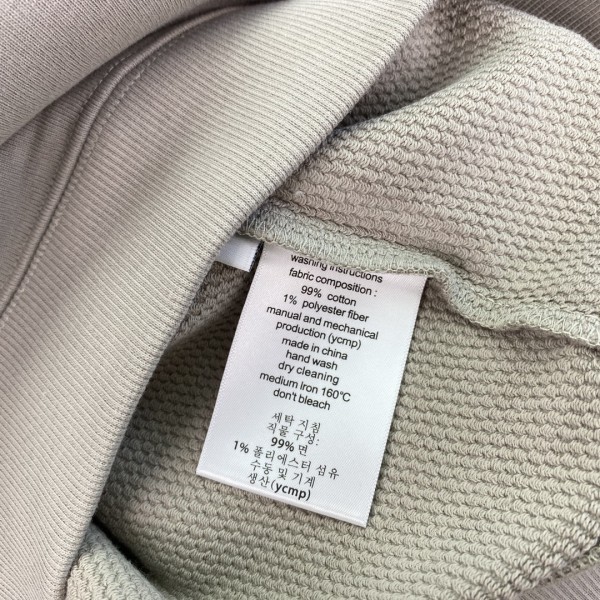 washing instructions
fabric composition :
99% cotton
1% polyester fiber
manual and mechanical
production (ycmp)
made in china
hand wash
dry cleaning
medium Iron 160℃
don't bleach
세탁 지침
직물 구성:
99% 면
1% 폴리에스터 섬유
수동 및 기계
생산(ycmp)